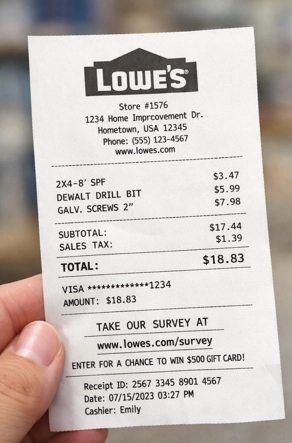 LOWE'S®
Store #1576
1234 Home Imprcvement Dr.
Hometown, USA 12345
Phone: (555) 123-4567
www.lowes.com
2X4-8' SPF $3.47
DEWALT DRILL BIT $5.99
GALV. SCREWS 2" $7.98
SUBTOTAL: $17.44
SALES TAX: $1.39
TOTAL: $18.83
VISA *************1234
AMOUNT: $18.83
TAKE OUR SURVEY AT
www.lowes.com/survey
ENTER FOR A CHANCE TO WIN $500 GIFT CARD!
Receipt ID: 2567 3345 8901 4567
Date: 07/15/2023 03:27 PM
Cashier: Emily